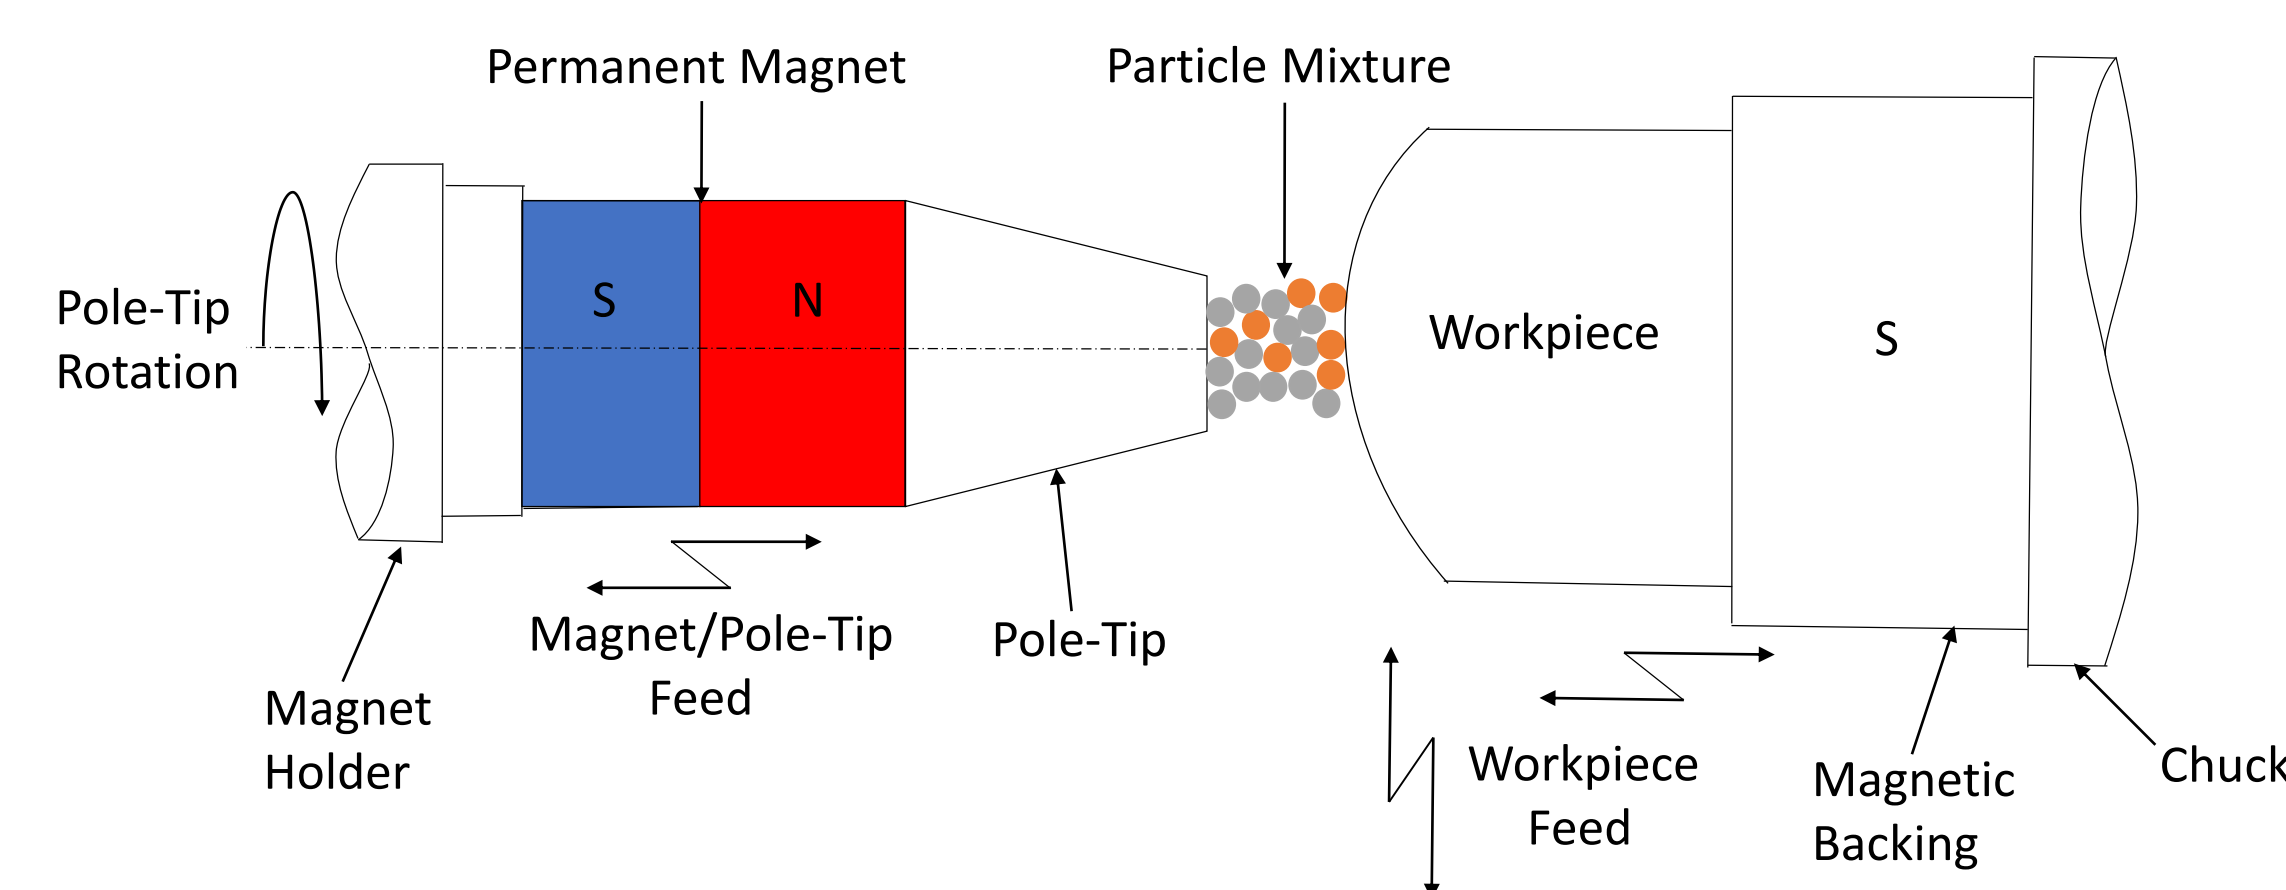 Permanent Magnet
Particle Mixture
Pole-Tip
Rotation
S
N
Workpiece
S
Magnet/Pole-Tip
Feed
Pole-Tip
Magnet
Holder
Workpiece
Feed
Magnetic
Backing
Chuck